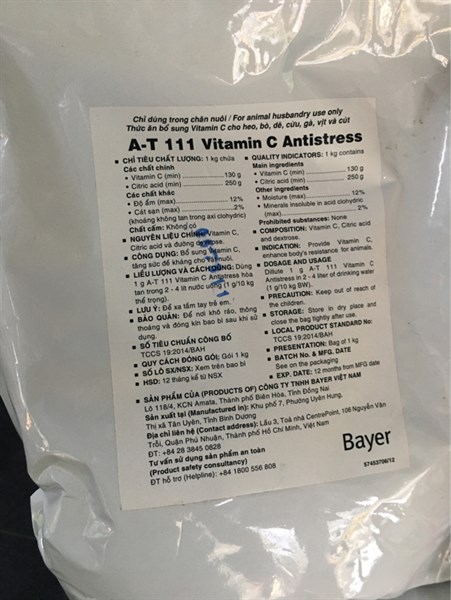 Chỉ dùng trong chăn nuôi / For animal husbandry use only
Thức ăn bổ sung Vitamin C cho heo, bò, dê, cừu, gà, vịt và cút
A-T 111 Vitamin C Antistress
▪ CHỈ TIÊU CHẤT LƯỢNG: 1 kg chứa
Các chất chính
• Vitamin C (min) 130 g
• Citric acid (min) 250 g
Các chất khác
• Độ ẩm (max) 12%
• Cát sạn (max) 2%
(khoáng không tan trong axi clohydric)
Chất cấm: Không có
▪ NGUYÊN LIỆU CHÍNH: Vitamin C,
Citric acid và đường dextrose.
▪ CÔNG DỤNG: Bổ sung Vitamin C,
tăng sức đề kháng cho vật nuôi.
▪ LIỀU LƯỢNG VÀ CÁCH DÙNG: Dùng
1 g A-T 111 Vitamin C Antistress hòa
tan trong 2 - 4 lít nước uống (1 g/10 kg
thể trọng).
▪ LƯU Ý: Để xa tầm tay trẻ em.
▪ BẢO QUẢN: Để nơi khô ráo, thông
thoáng và đóng kín bao bì sau khi sử
dụng.
▪ SỐ TIÊU CHUẨN CÔNG BỐ
TCCS 19:2014/BAH
▪ QUY CÁCH ĐÓNG GÓI: Gói 1 kg
▪ SỐ LÔ SX/NSX: Xem trên bao bì
▪ HSD: 12 tháng kể từ NSX
▪ QUALITY INDICATORS: 1 kg contains
Main ingredients
• Vitamin C (min) 130 g
• Citric acid (min) 250 g
Other ingredients
• Moisture (max) 12%
• Minerals insoluble in acid clohydric
(max) 2%
Prohibited substances: None
▪ COMPOSITION: Vitamin C, Citric acid
and dextrose.
▪ INDICATION: Provide Vitamin C,
enhance body's resistance for animals.
▪ DOSAGE AND USAGE
Dillute 1 g A-T 111 Vitamin C
Antistress in 2 - 4 liter of drinking water
(1 g/10 kg BW).
▪ PRECAUTION: Keep out of reach of
the children.
▪ STORAGE: Store in dry place and
close the bag tightly after use.
▪ LOCAL PRODUCT STANDARD No:
TCCS 19:2014/BAH
▪ PRESENTATION: Bag of 1 kg
▪ BATCH No. & MFG. DATE
See on the packaging
▪ EXP. DATE: 12 months from MFG date
▪ SẢN PHẨM CỦA (PRODUCTS OF) CÔNG TY TNHH BAYER VIỆT NAM
Lô 118/4, KCN Amata, Thành phố Biên Hòa, Tỉnh Đồng Nai
Sản xuất tại (Manufactured in): Khu phố 7, Phường Uyên Hưng,
Thị xã Tân Uyên, Tỉnh Bình Dương
Địa chỉ liên hệ (Contact address): Lầu 3, Toà nhà CentrePoint, 106 Nguyễn Văn
Trỗi, Quận Phú Nhuận, Thành phố Hồ Chí Minh, Việt Nam
ĐT: +84 28 3845 0828
Tư vấn sử dụng sản phẩm an toàn
(Product safety consultancy)
ĐT hỗ trợ (Helpline): +84 1800 556 808
Bayer
57453706/12